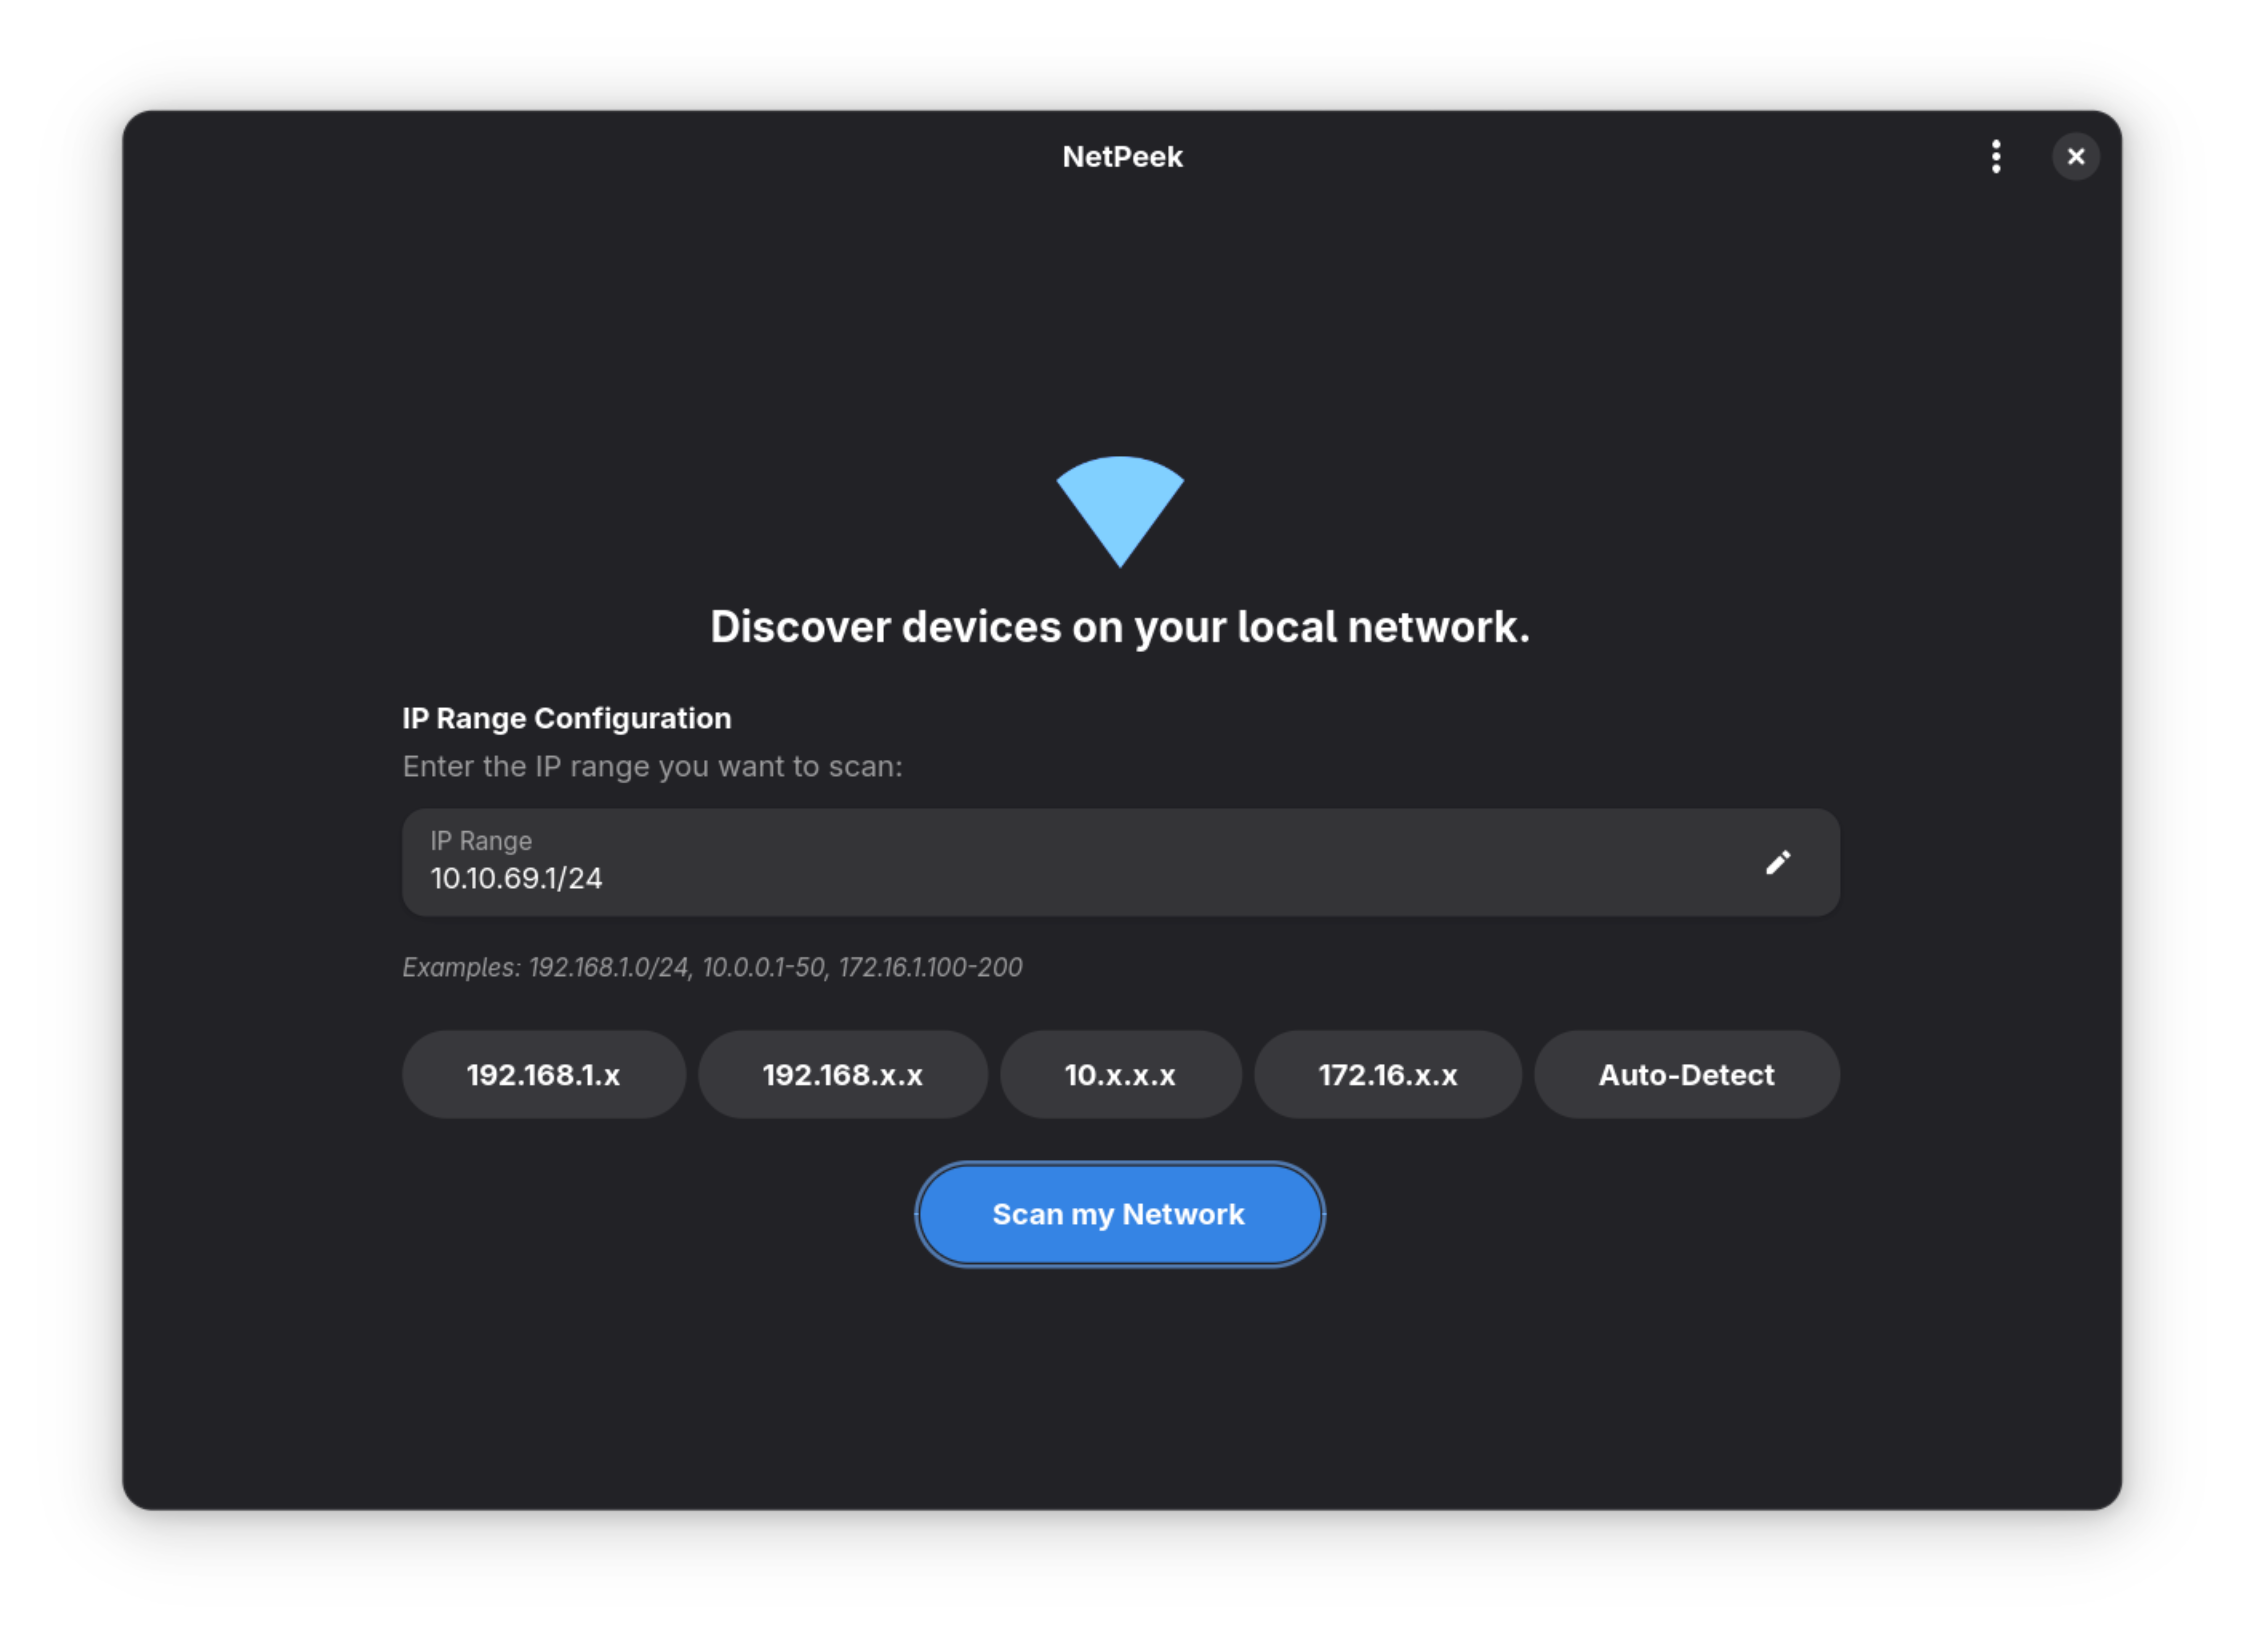 NetPeek
Discover devices on your local network.
IP Range Configuration
Enter the IP range you want to scan:
IP Range
10.10.69.1/24
Examples: 192.168.1.0/24, 10.0.0.1-50, 172.16.1.100-200
192.168.1.x 192.168.x.x 10.x.x.x 172.16.x.x Auto-Detect
Scan my Network